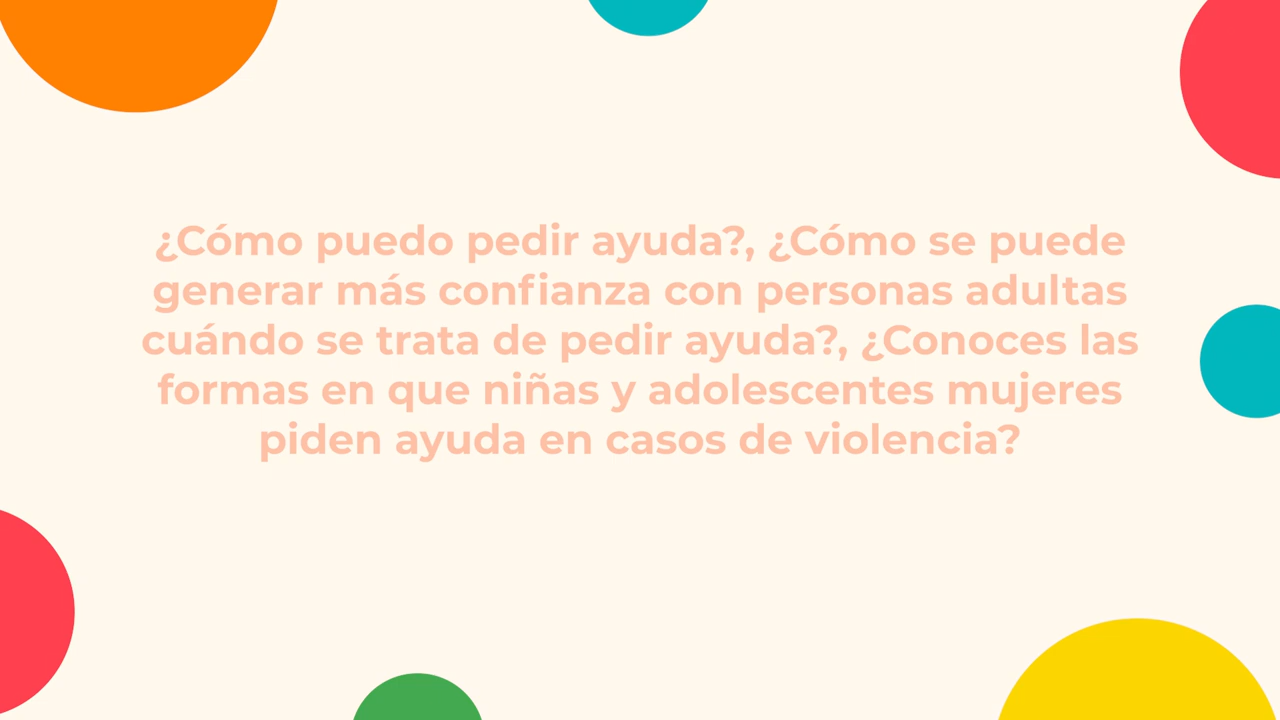 ¿Cómo puedo pedir ayuda?, ¿Cómo se puede
generar más confianza con personas adultas
cuándo se trata de pedir ayuda?, ¿Conoces las
formas en que niñas y adolescentes mujeres
piden ayuda en casos de violencia?